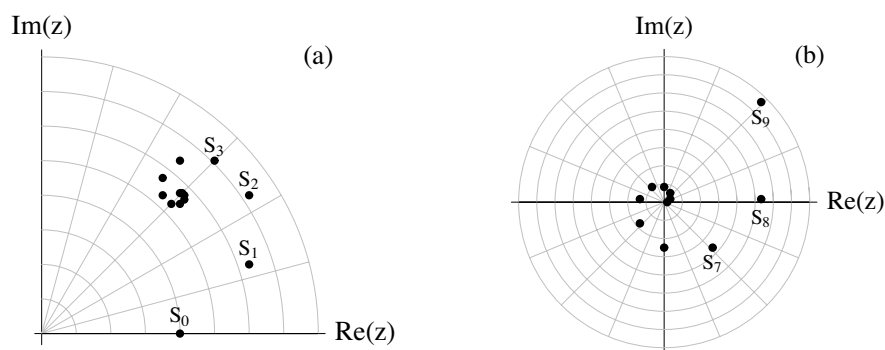 Im(z)
(a)
S3
S2
S1
S0
Re(z)
Im(z)
(b)
S9
Re(z)
S8
S7